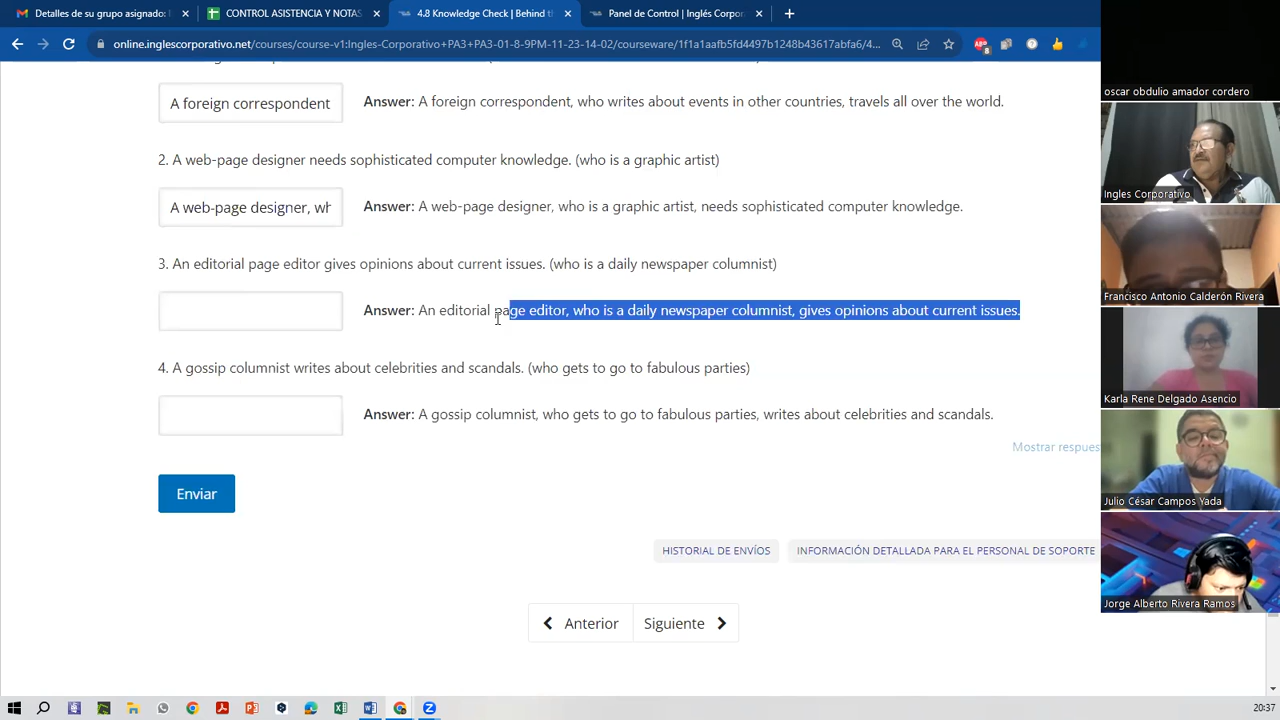 Detalles de su grupo asignado: I
CONTROL ASISTENCIA Y NOTAS
4.8 Knowledge Check | Behind th
Panel de Control | Inglés Corpor
online.inglescorporativo.net/courses/course-v1:Ingles-Corporativo+PA3+PA3-01-8-9PM-11-23-14-02/courseware/1f1a1aafb5fd4497b1248b43617abfa6/4...
A foreign correspondent
Answer: A foreign correspondent, who writes about events in other countries, travels all over the world.
2. A web-page designer needs sophisticated computer knowledge. (who is a graphic artist)
A web-page designer, wh
Answer: A web-page designer, who is a graphic artist, needs sophisticated computer knowledge.
3. An editorial page editor gives opinions about current issues. (who is a daily newspaper columnist)
Answer: An editorial page editor, who is a daily newspaper columnist, gives opinions about current issues.
4. A gossip columnist writes about celebrities and scandals. (who gets to go to fabulous parties)
Answer: A gossip columnist, who gets to go to fabulous parties, writes about celebrities and scandals.
Mostrar respues
Enviar
HISTORIAL DE ENVÍOS
INFORMACIÓN DETALLADA PARA EL PERSONAL DE SOPORTE
Anterior
Siguiente
oscar obdulio amador cordero
Ingles Corporativo
Francisco Antonio Calderón Rivera
Karla Rene Delgado Asencio
Julio César Campos Yada
Jorge Alberto Rivera Ramos
20:37